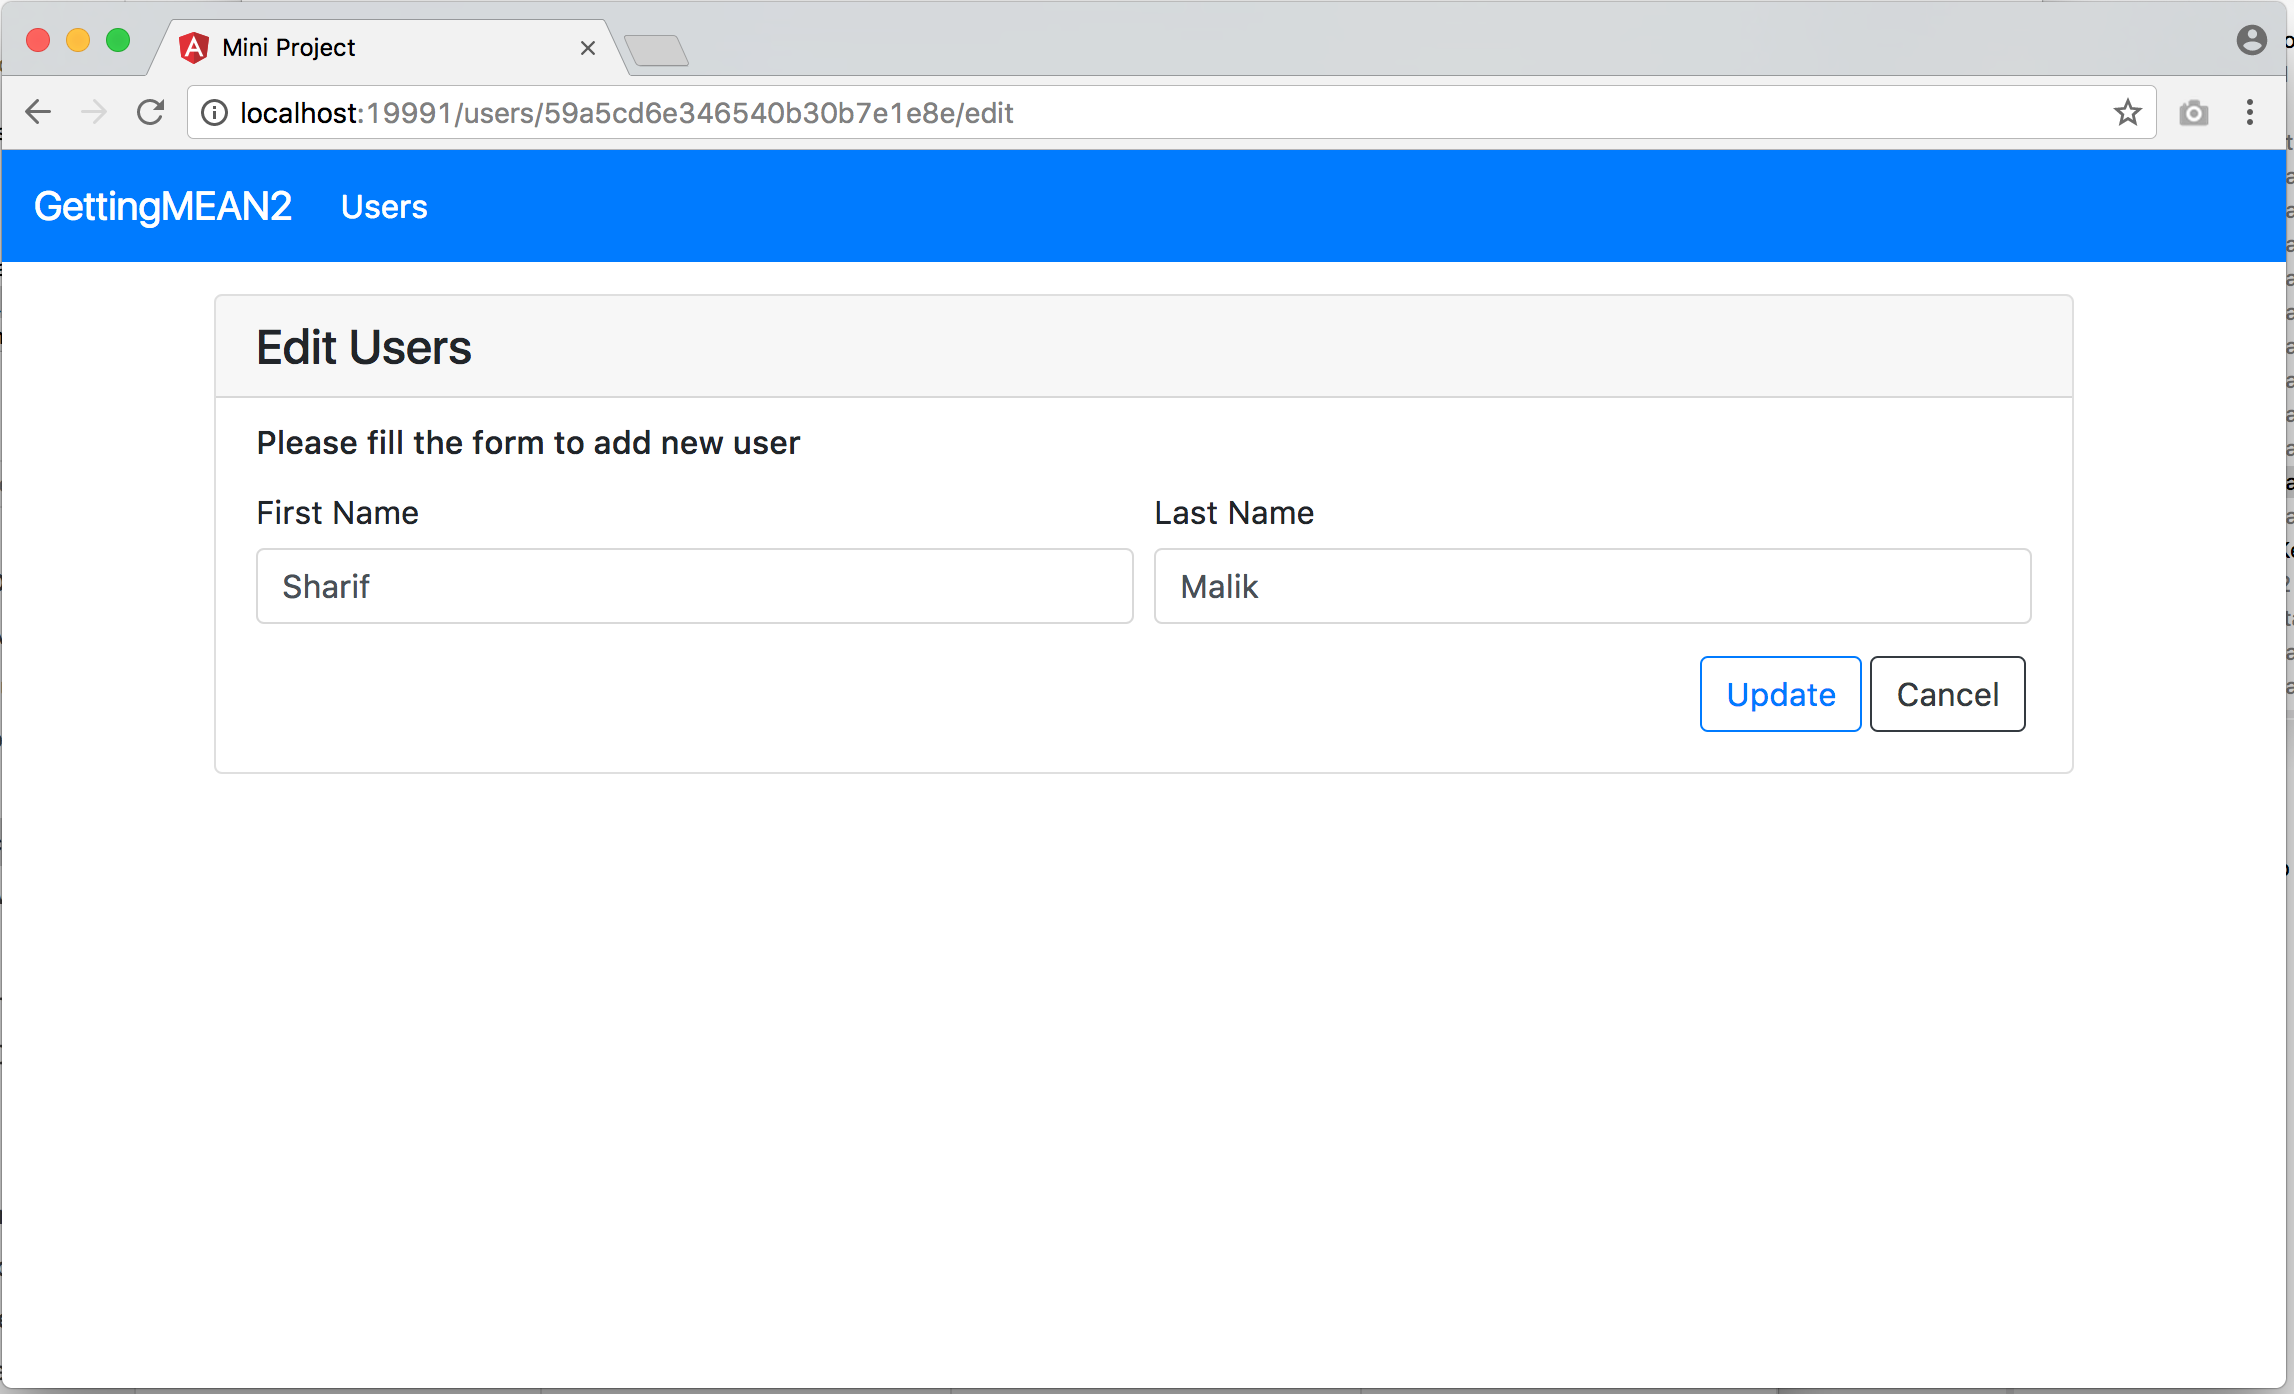 Mini Project
localhost:19991/users/59a5cd6e346540b30b7e1e8e/edit
GettingMEAN2 Users
Edit Users
Please fill the form to add new user
First Name Last Name
Sharif Malik
Update Cancel